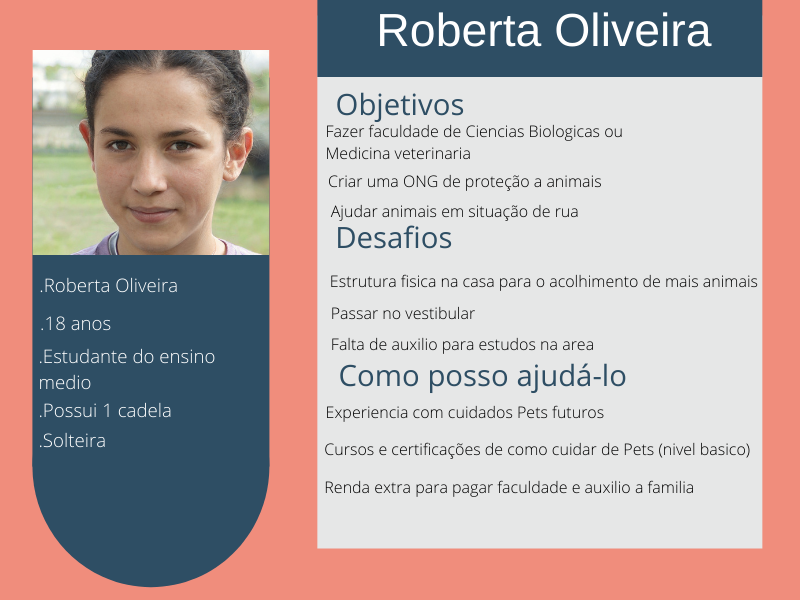 Roberta Oliveira
.Roberta Oliveira
.18 anos
.Estudante do ensino
medio
.Possui 1 cadela
.Solteira
Objetivos
Fazer faculdade de Ciencias Biologicas ou
Medicina veterinaria
Criar uma ONG de proteção a animais
Ajudar animais em situação de rua
Desafios
Estrutura fisica na casa para o acolhimento de mais animais
Passar no vestibular
Falta de auxilio para estudos na area
Como posso ajudá-lo
Experiencia com cuidados Pets futuros
Cursos e certificações de como cuidar de Pets (nivel basico)
Renda extra para pagar faculdade e auxilio a familia